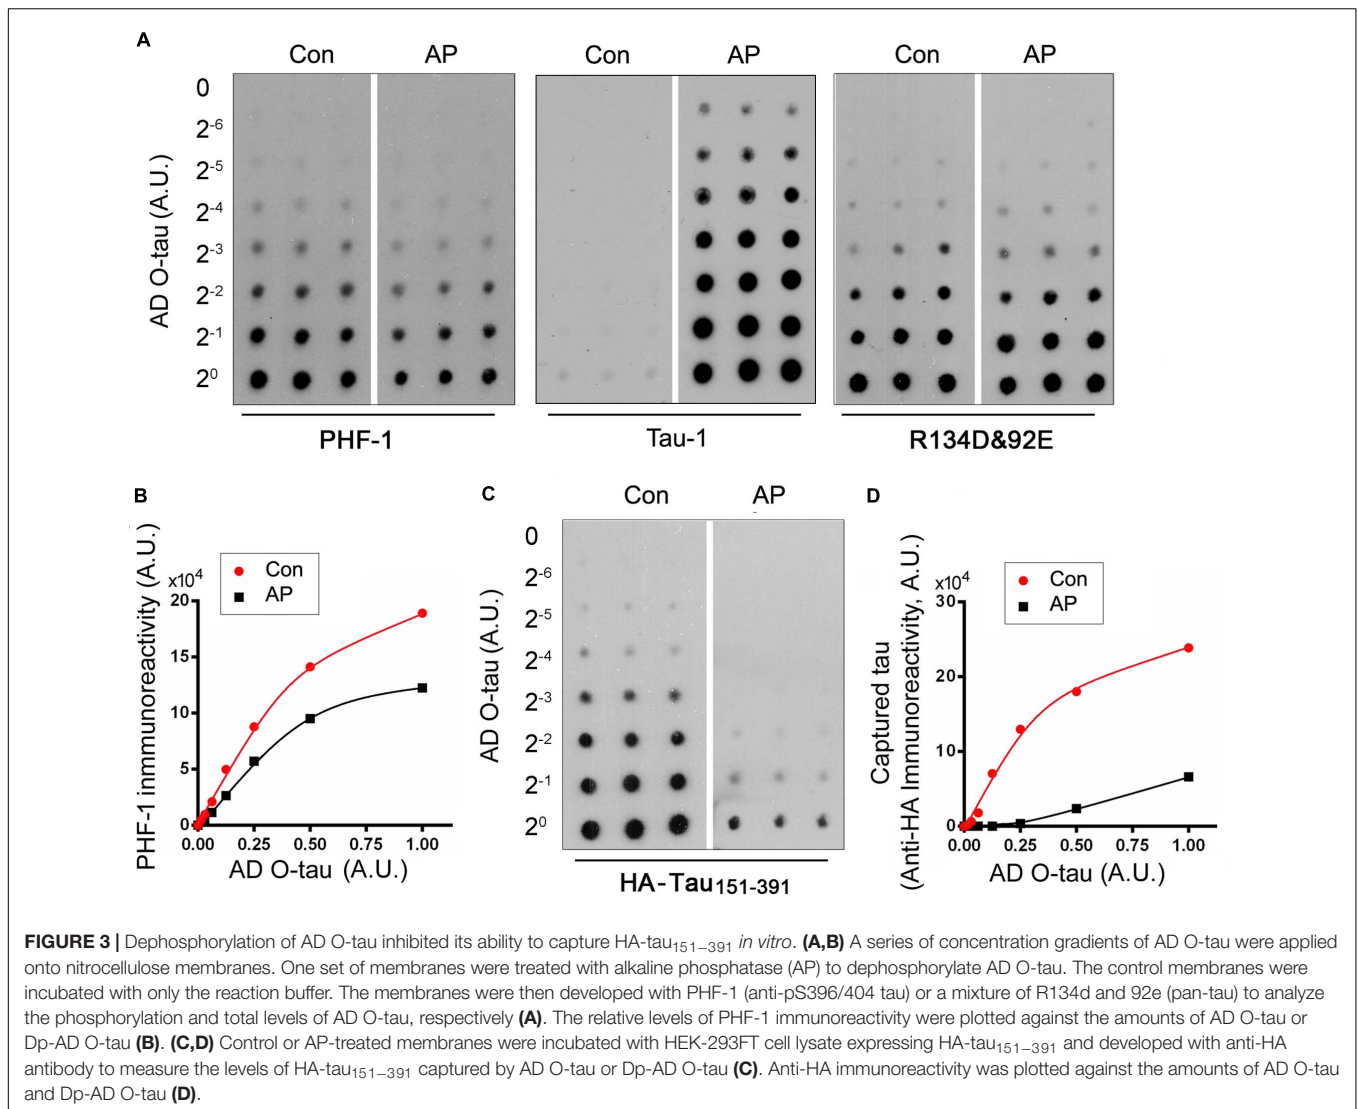 A
Con AP Con AP Con AP
AD O-tau (A.U.)
0
2-6
2-5
2-4
2-3
2-2
2-1
20
PHF-1 Tau-1 R134D&92E
B
PHF-1 inmmunoreactivity (A.U.)
x104
Con
AP
20
15
10
5
0
0.00 0.25 0.50 0.75 1.00
AD O-tau (A.U.)
C
Con AP
AD O-tau (A.U.)
0
2-6
2-5
2-4
2-3
2-2
2-1
20
HA-Tau151-391
D
Captured tau
(Anti-HA Immunoreactivity, A.U.)
x104
Con
AP
30
20
10
0
0.00 0.25 0.50 0.75 1.00
AD O-tau (A.U.)
FIGURE 3 | Dephosphorylation of AD O-tau inhibited its ability to capture HA-tau151–391 in vitro. (A,B) A series of concentration gradients of AD O-tau were applied
onto nitrocellulose membranes. One set of membranes were treated with alkaline phosphatase (AP) to dephosphorylate AD O-tau. The control membranes were
incubated with only the reaction buffer. The membranes were then developed with PHF-1 (anti-pS396/404 tau) or a mixture of R134d and 92e (pan-tau) to analyze
the phosphorylation and total levels of AD O-tau, respectively (A). The relative levels of PHF-1 immunoreactivity were plotted against the amounts of AD O-tau or
Dp-AD O-tau (B). (C,D) Control or AP-treated membranes were incubated with HEK-293FT cell lysate expressing HA-tau151–391 and developed with anti-HA
antibody to measure the levels of HA-tau151–391 captured by AD O-tau or Dp-AD O-tau (C). Anti-HA immunoreactivity was plotted against the amounts of AD O-tau
and Dp-AD O-tau (D).